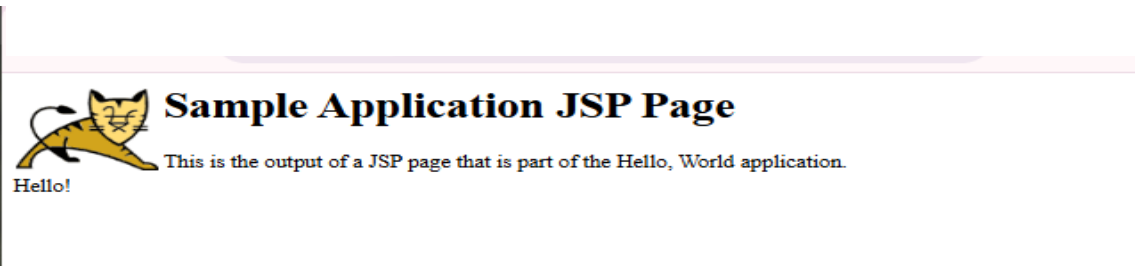 Sample Application JSP Page
This is the output of a JSP page that is part of the Hello, World application.
Hello!